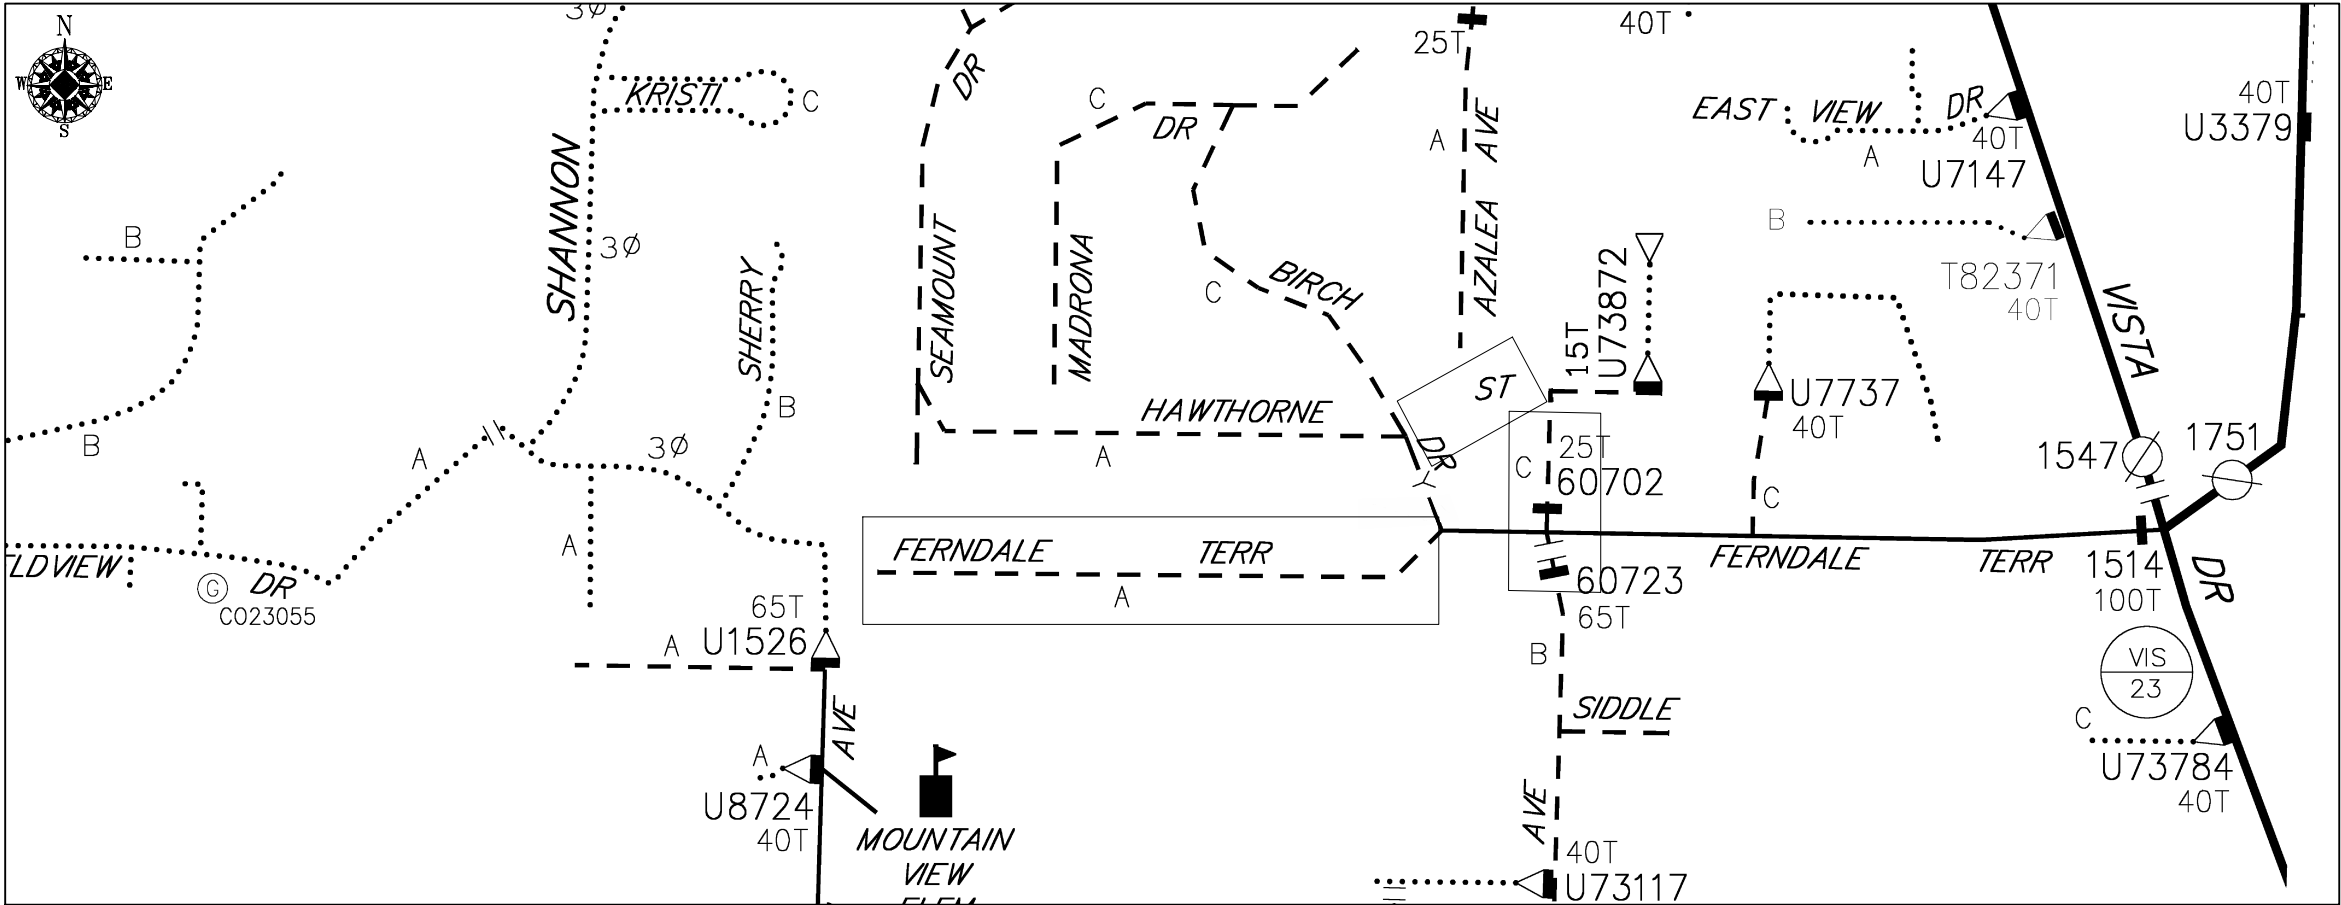 3Ø
N
W E
S
KRISTI
C
DR
C
DR
25T
40T
A
AZALEA AVE
EAST VIEW DR
A
40T
U7147
40T
U3379
SHANNON
3Ø
B
B
SHERRY
B
SEAMOUNT
MADRONA
C
BIRCH
15T
U73872
B
T82371
40T
VISTA
ST
HAWTHORNE
A
DR
A
3Ø
C
25T
60702
U7737
40T
C
1547
1751
A
LDVIEW
DR
G
C023055
FERNDALE TERR
A
60723
65T
FERNDALE TERR
1514
100T
DR
65T
U1526
A
B
VIS
23
SIDDLE
AVE
A
U8724
40T
MOUNTAIN
VIEW
ELEM
AVE
40T
U73117
C
U73784
40T